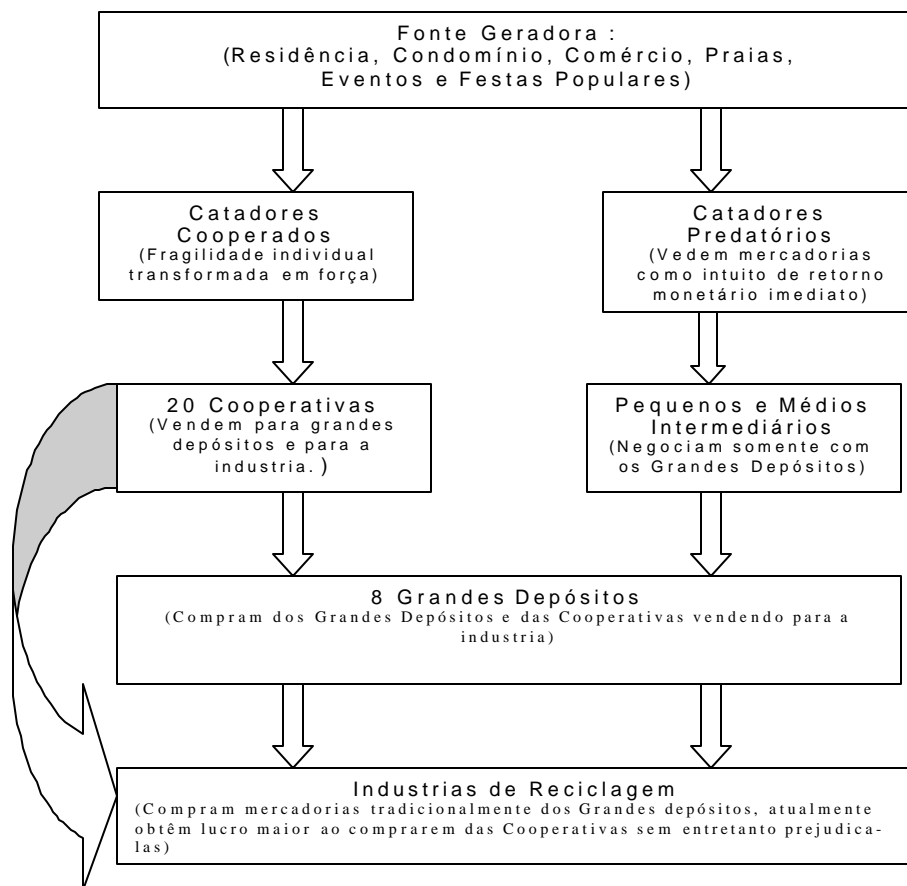 Fonte Geradora :
(Residência, Condomínio, Comércio, Praias,
Eventos e Festas Populares)
Catadores
Cooperados
(Fragilidade individual
transformada em força)
Catadores
Predatórios
(Vedem mercadorias
como intuito de retorno
monetário imediato)
20 Cooperativas
(Vendem para grandes
depósitos e para a
industria. )
Pequenos e Médios
Intermediários
(Negociam somente com
os Grandes Depósitos)
8 Grandes Depósitos
(Compram dos Grandes Depósitos e das Cooperativas vendendo para a
industria)
Industrias de Reciclagem
(Compram mercadorias tradicionalmente dos Grandes depósitos, atualmente
obtêm lucro maior ao comprarem das Cooperativas sem entretanto prejudica-
las)